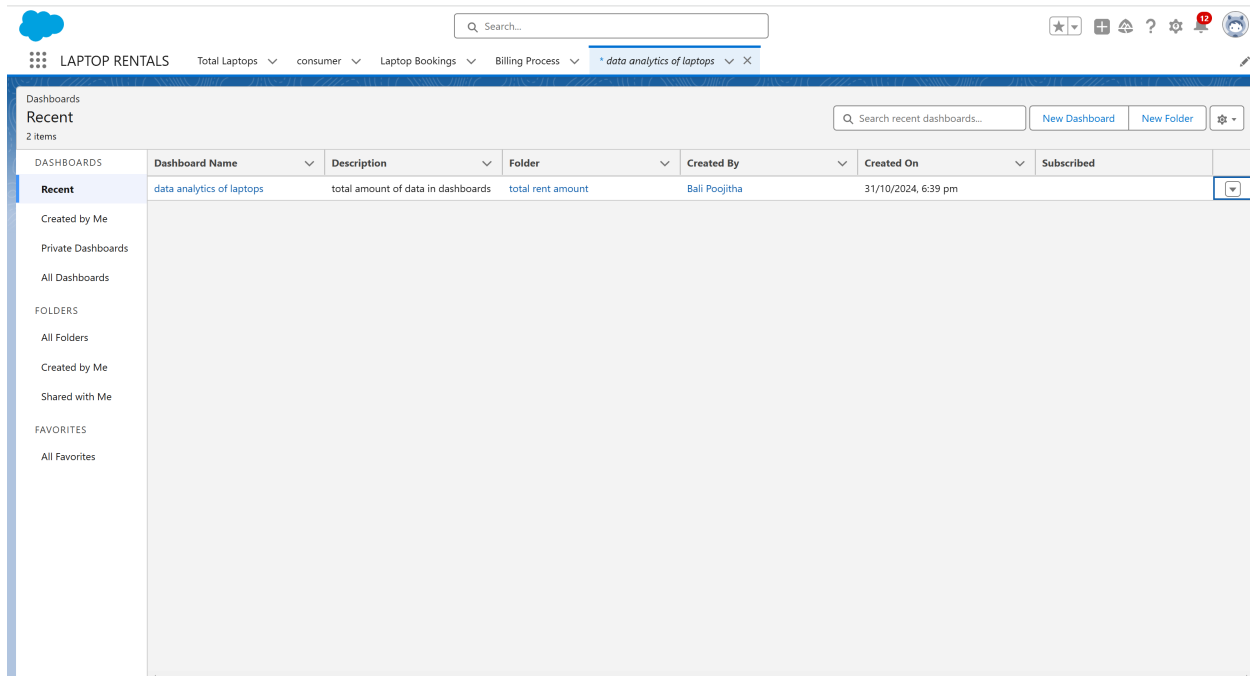 Search...
12
LAPTOP RENTALS
Total Laptops
consumer
Laptop Bookings
Billing Process
* data analytics of laptops
Dashboards
Recent
2 items
Search recent dashboards...
New Dashboard
New Folder
DASHBOARDS
Recent
Created by Me
Private Dashboards
All Dashboards
FOLDERS
All Folders
Created by Me
Shared with Me
FAVORITES
All Favorites
Dashboard Name
Description
Folder
Created By
Created On
Subscribed
data analytics of laptops
total amount of data in dashboards
total rent amount
Bali Poojitha
31/10/2024, 6:39 pm